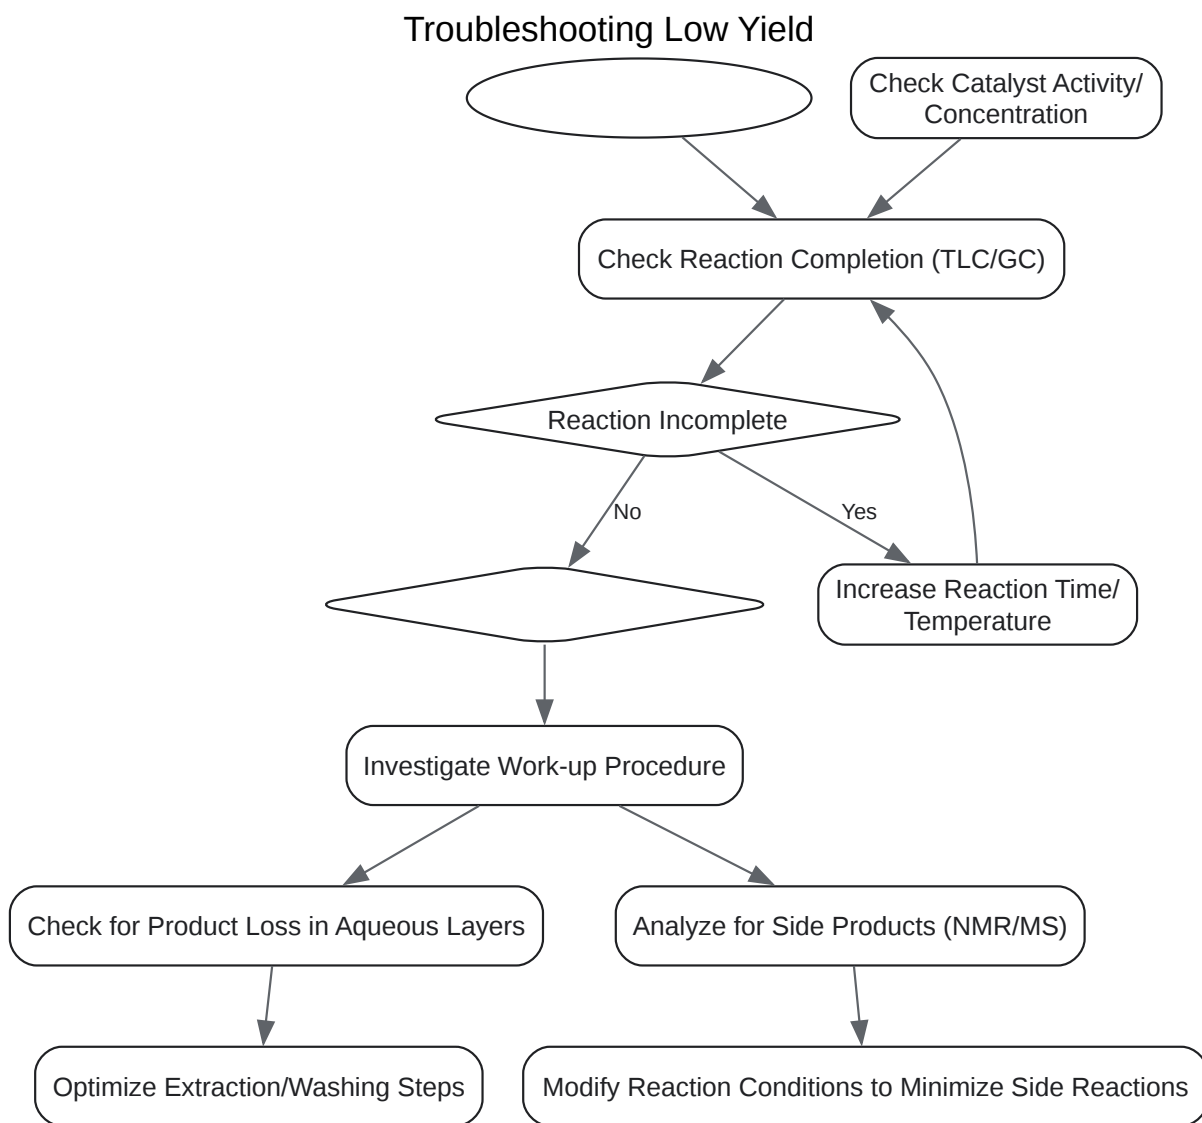 Troubleshooting Low Yield
Check Catalyst Activity/
Concentration
Check Reaction Completion (TLC/GC)
Reaction Incomplete
No
Yes
Increase Reaction Time/
Temperature
Investigate Work-up Procedure
Check for Product Loss in Aqueous Layers
Analyze for Side Products (NMR/MS)
Optimize Extraction/Washing Steps
Modify Reaction Conditions to Minimize Side Reactions